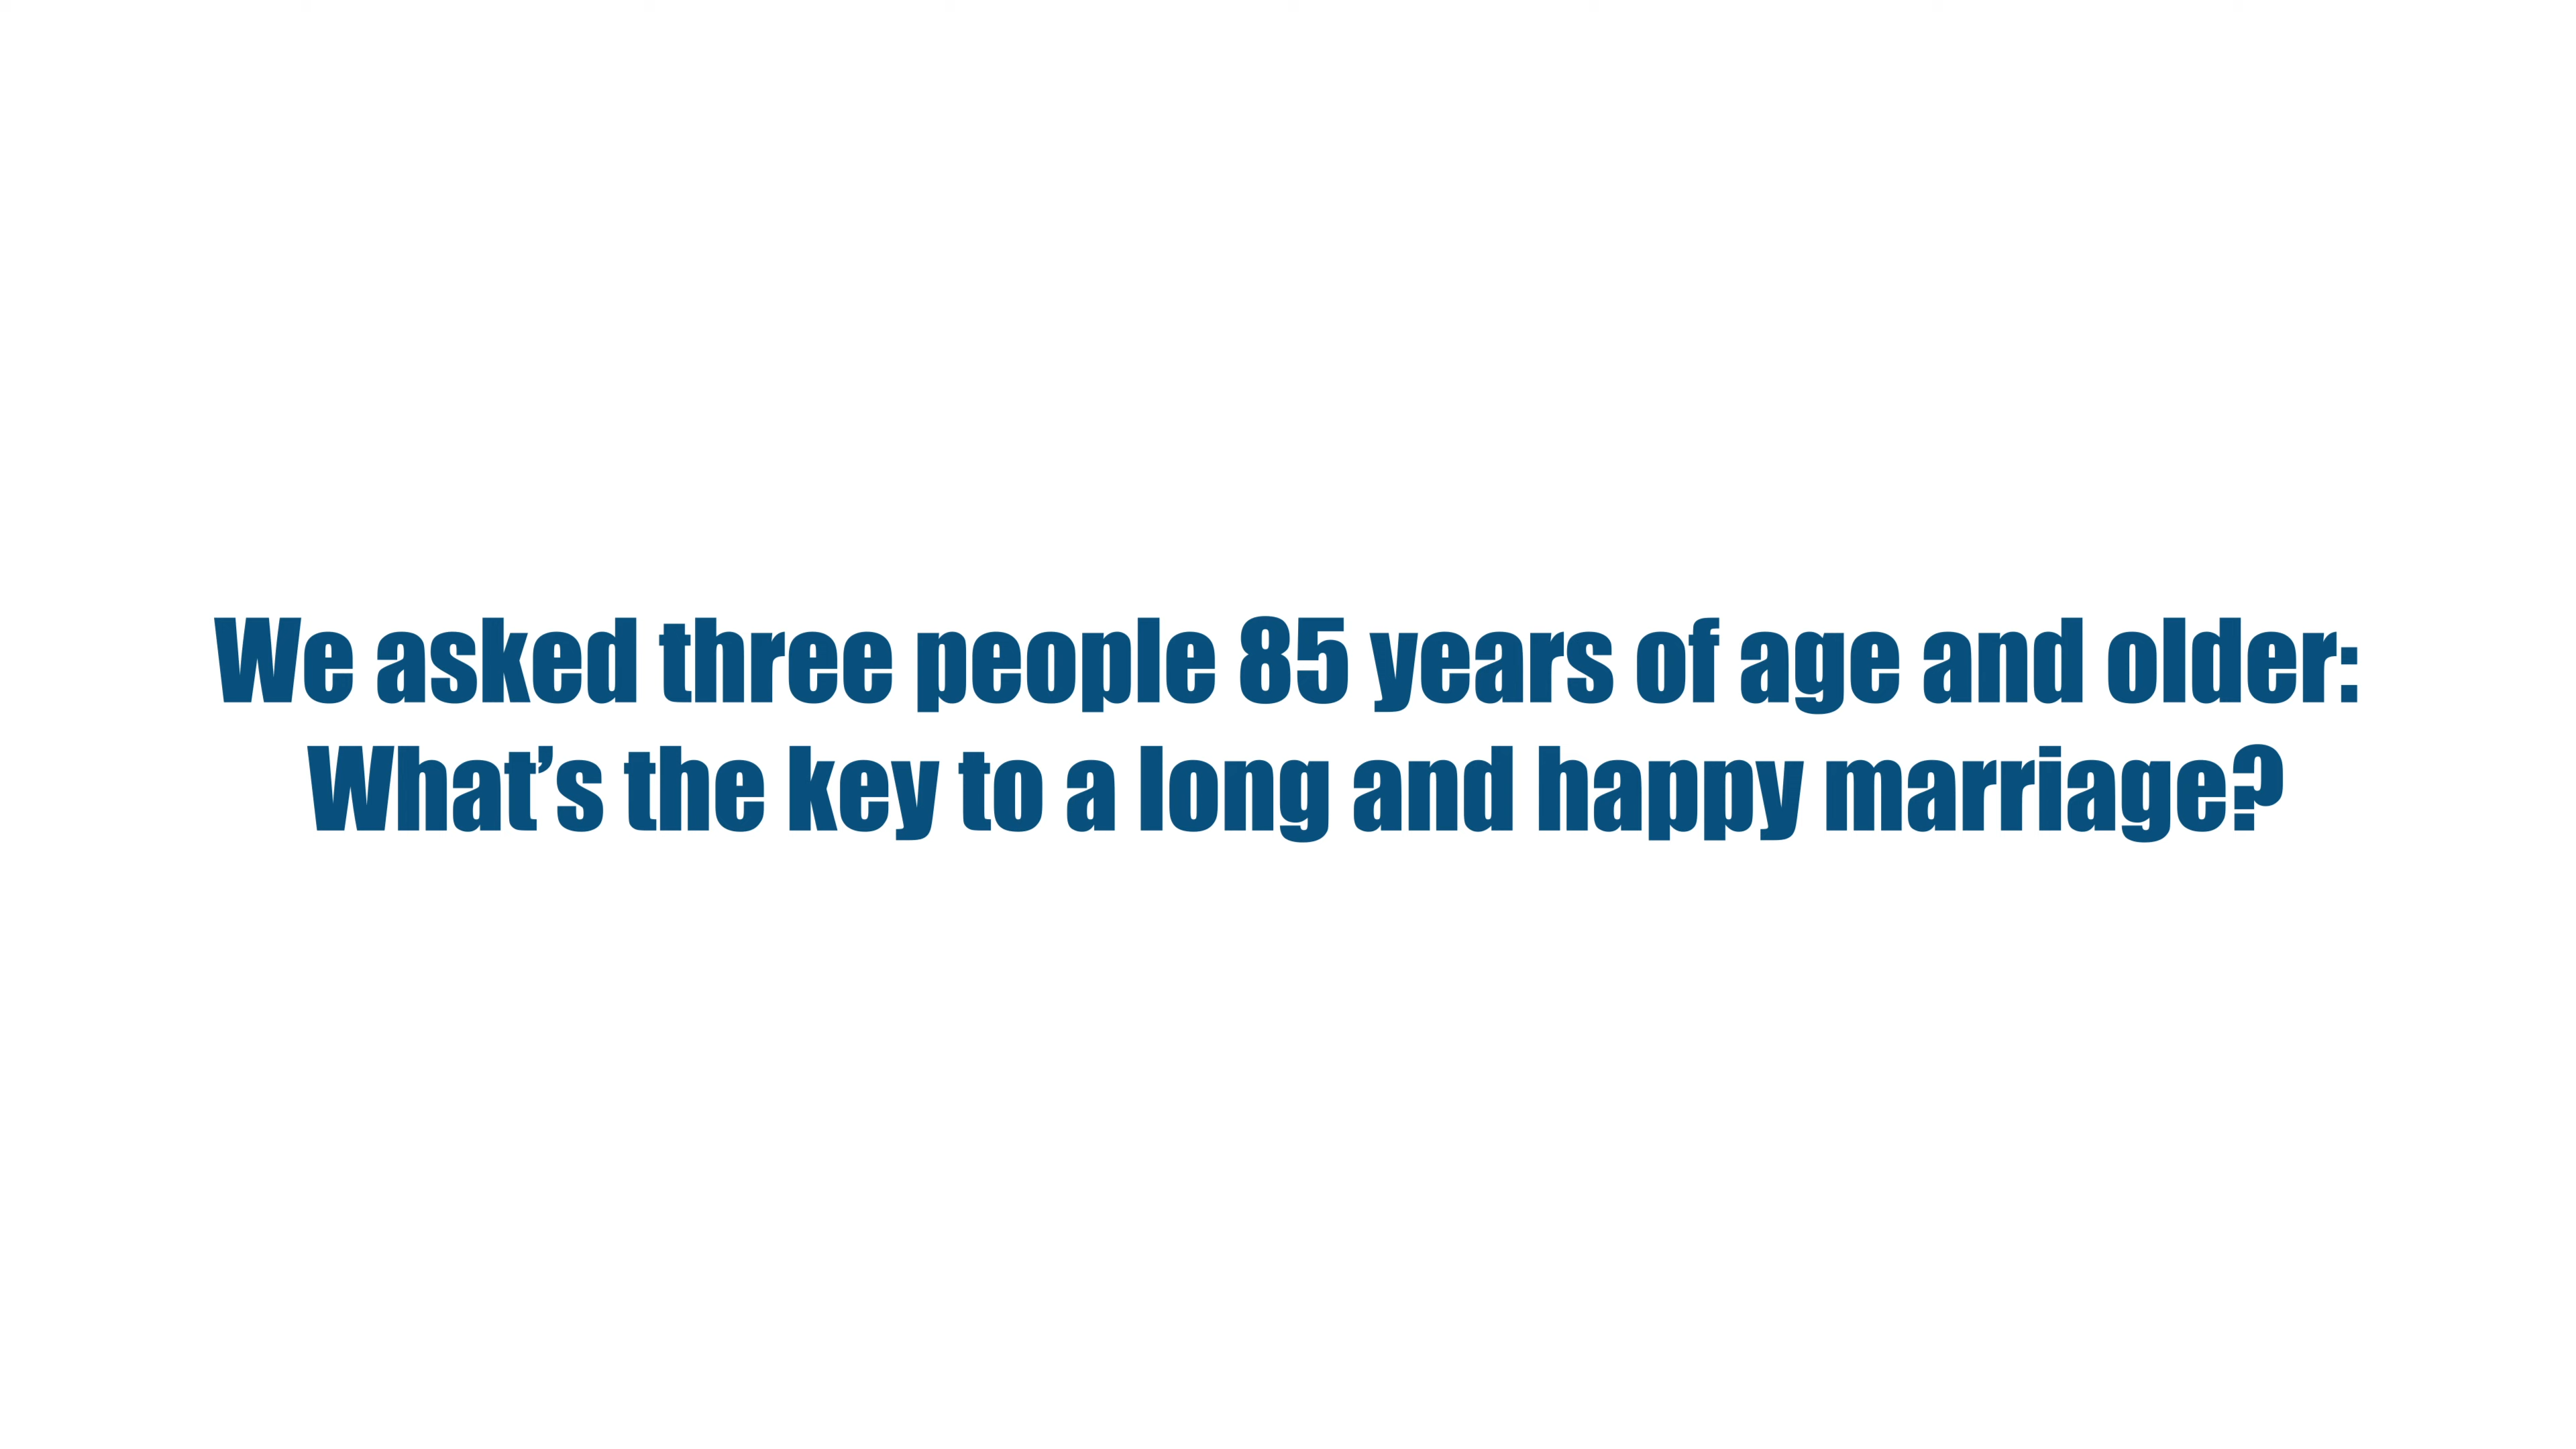 We asked three people 85 years of age and older:
What’s the key to a long and happy marriage?